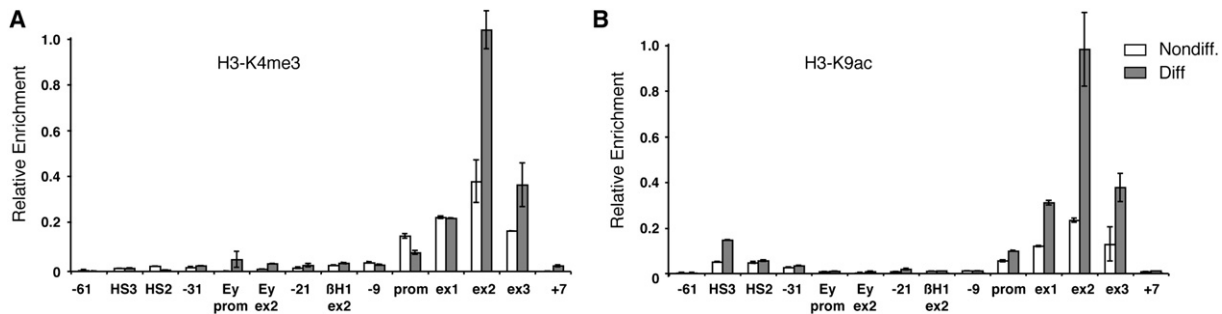 A
H3-K4me3
Relative Enrichment
1.0
0.8
0.6
0.4
0.2
0
-61 HS3 HS2 -31 Ey prom Ey ex2 -21 ßH1 ex2 -9 prom ex1 ex2 ex3 +7
B
H3-K9ac
Nondiff.
Diff
Relative Enrichment
1.0
0.8
0.6
0.4
0.2
0
-61 HS3 HS2 -31 Ey prom Ey ex2 -21 ßH1 ex2 -9 prom ex1 ex2 ex3 +7